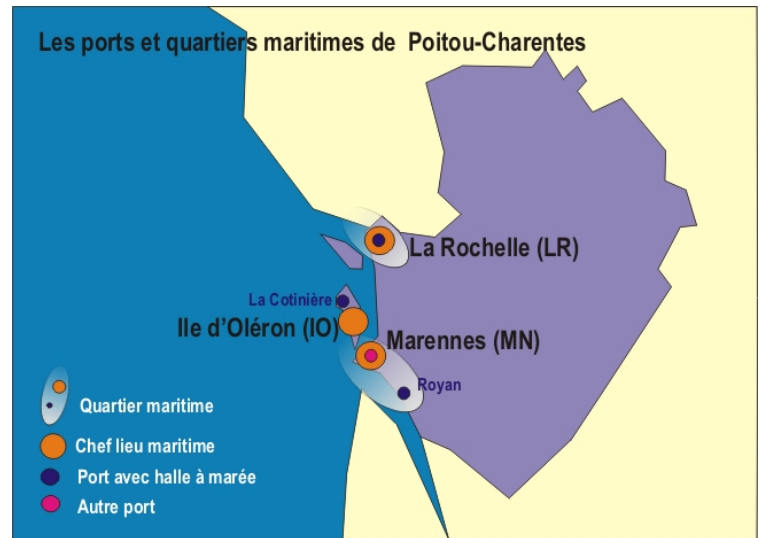 Les ports et quartiers maritimes de Poitou-Charentes
La Rochelle (LR)
La Cotinière
Ile d'Oléron (IO)
Marennes (MN)
Royan
Quartier maritime
Chef lieu maritime
Port avec halle à marée
Autre port